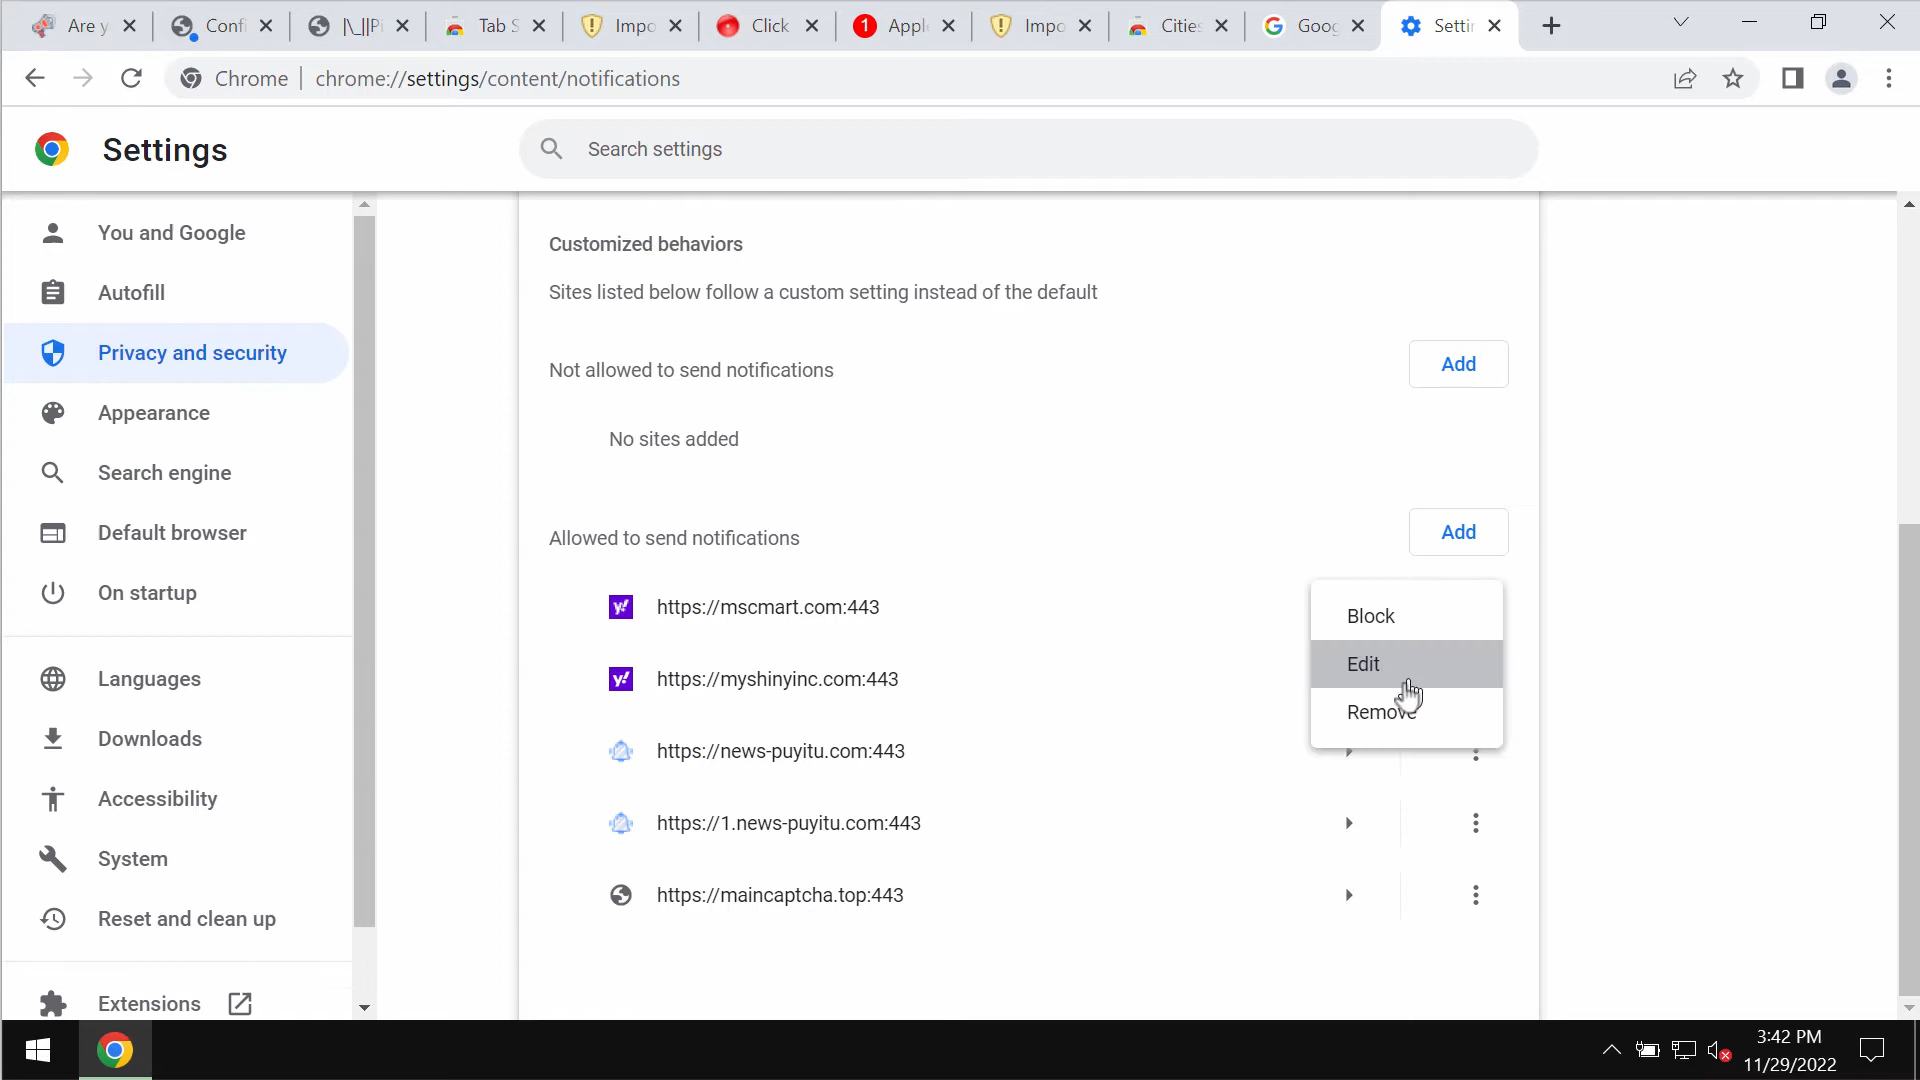 Are y
Confi
|\_||Pi
Tab S
Impo
Click
1
Apple
Impo
Cities
Goog
Settin
Chrome
chrome://settings/content/notifications
Settings
Search settings
You and Google
Autofill
Privacy and security
Appearance
Search engine
Default browser
On startup
Languages
Downloads
Accessibility
System
Reset and clean up
Extensions
Customized behaviors
Sites listed below follow a custom setting instead of the default
Not allowed to send notifications
Add
No sites added
Allowed to send notifications
Add
y!
https://mscmart.com:443
y!
https://myshinyinc.com:443
https://news-puyitu.com:443
https://1.news-puyitu.com:443
https://maincaptcha.top:443
Block
Edit
Remove
3:42 PM
11/29/2022